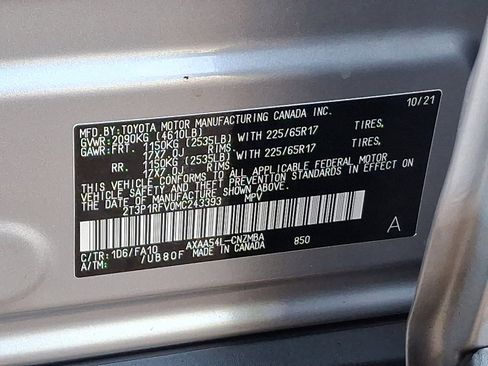 MFD.BY:TOYOTA MOTOR MANUFACTURING CANADA INC. 10/21
GVWR:2090KG (4610LB)
GAWR:FRT. 1150KG (2535LB) WITH 225/65R17 TIRES,
17X7.0J RIMS.
RR. 1150KG (2535LB) WITH 225/65R17 TIRES,
17X7.0J RIMS.
THIS VEHICLE CONFORMS TO ALL APPLICABLE FEDERAL MOTOR
VEHICLE SAFETY AND THEFT PREVENTION STANDARDS IN EFFECT
ON THE DATE OF MANUFACTURE SHOWN ABOVE.
2T3P1RFV0MC243393 MPV
A
C/TR:1D6/FA10 AXAA54L-CNZMBA 850
A/TM: /UB80F MADE IN CANADA